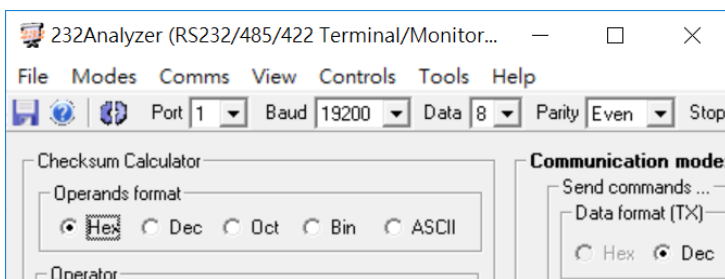 232Analyzer (RS232/485/422 Terminal/Monitor...
File Modes Comms View Controls Tools Help
Port 1 Baud 19200 Data 8 Parity Even Stop
Checksum Calculator
Operands format
Hex Dec Oct Bin ASCII
Operator
Communication mode
Send commands ...
Data format (TX)
Hex Dec